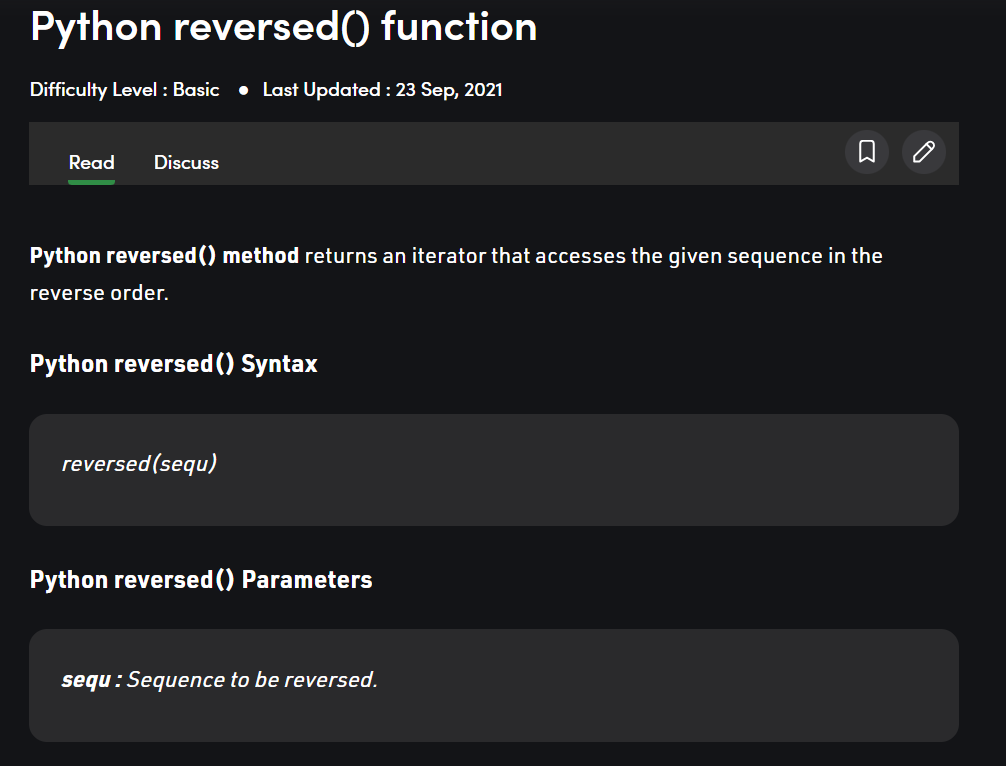 Python reversed() function
Difficulty Level : Basic ● Last Updated : 23 Sep, 2021
Read Discuss
Python reversed() method returns an iterator that accesses the given sequence in the
reverse order.
Python reversed() Syntax
reversed(sequ)
Python reversed() Parameters
sequ : Sequence to be reversed.